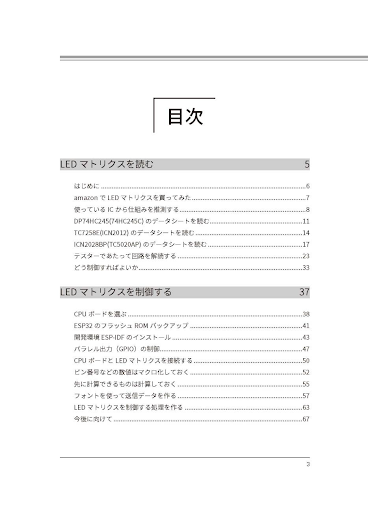 目次
LED マトリクスを読む 5
はじめに 6
amazon で LED マトリクスを買ってみた 7
使っている IC から仕組みを推測する 8
DP74HC245(74HC245C) のデータシートを読む 11
TC7258E(ICN2012) のデータシートを読む 14
ICN2028BP(TC5020AP) のデータシートを読む 17
テスターであたって回路を解読する 23
どう制御すればよいか 33
LED マトリクスを制御する 37
CPU ボードを選ぶ 38
ESP32 のフラッシュ ROM バックアップ 41
開発環境 ESP-IDF のインストール 43
パラレル出力（GPIO）の制御 47
CPU ボードと LED マトリクスを接続する 50
ピン番号などの数値はマクロ化しておく 52
先に計算できるものは計算しておく 55
フォントを使って送信データを作る 57
LED マトリクスを制御する処理を作る 63
今後に向けて 67
3